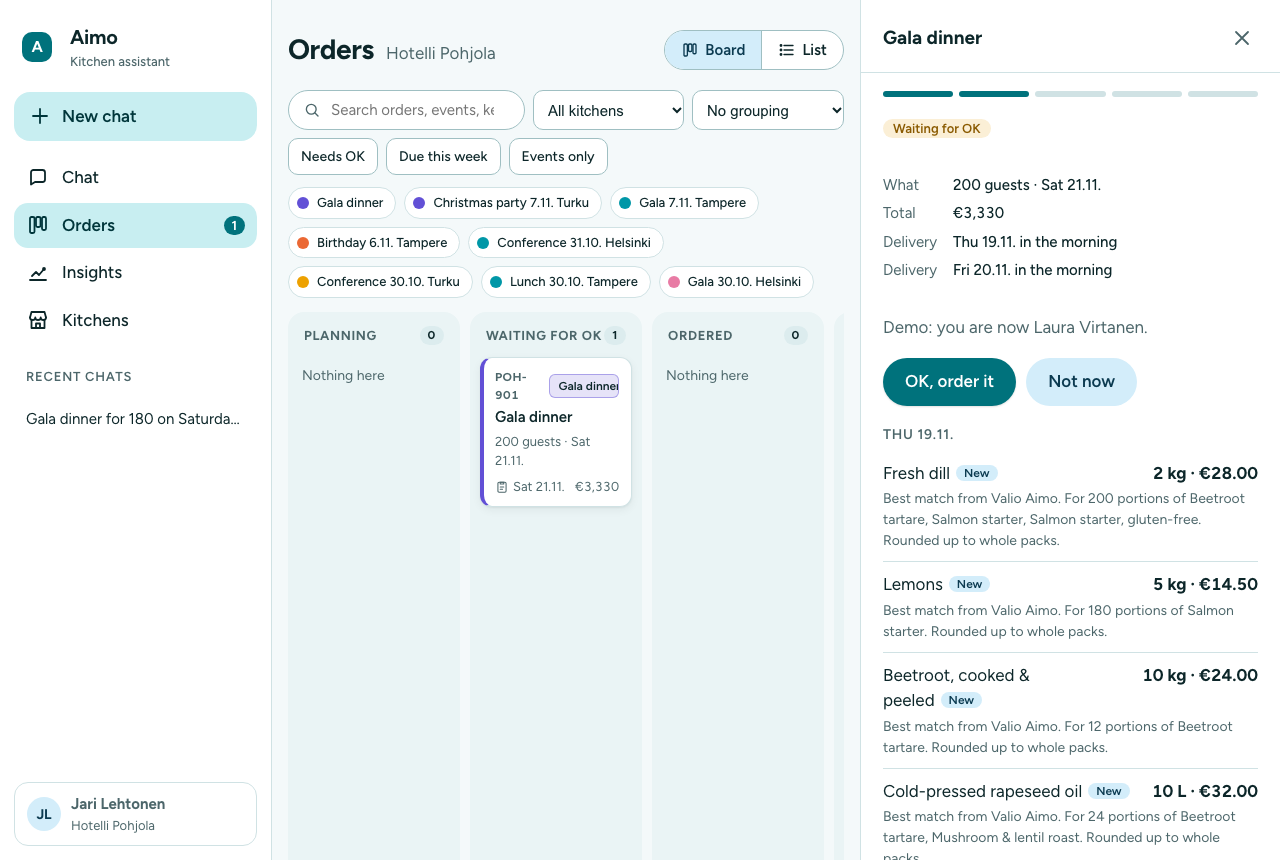 A
Aimo
Kitchen assistant
New chat
Chat
Orders
1
Insights
Kitchens
RECENT CHATS
Gala dinner for 180 on Saturda...
JL
Jari Lehtonen
Hotelli Pohjola
Orders
Hotelli Pohjola
Board
List
Search orders, events, ke
All kitchens
No grouping
Needs OK
Due this week
Events only
Gala dinner
Christmas party 7.11. Turku
Gala 7.11. Tampere
Birthday 6.11. Tampere
Conference 31.10. Helsinki
Conference 30.10. Turku
Lunch 30.10. Tampere
Gala 30.10. Helsinki
PLANNING
0
Nothing here
WAITING FOR OK
1
POH-
901
Gala dinner
Gala dinner
200 guests · Sat
21.11.
Sat 21.11.
€3,330
ORDERED
0
Nothing here
Gala dinner
Waiting for OK
What 200 guests · Sat 21.11.
Total €3,330
Delivery Thu 19.11. in the morning
Delivery Fri 20.11. in the morning
Demo: you are now Laura Virtanen.
OK, order it
Not now
THU 19.11.
Fresh dill New 2 kg · €28.00
Best match from Valio Aimo. For 200 portions of Beetroot
tartare, Salmon starter, Salmon starter, gluten-free.
Rounded up to whole packs.
Lemons New 5 kg · €14.50
Best match from Valio Aimo. For 180 portions of Salmon
starter. Rounded up to whole packs.
Beetroot, cooked & 10 kg · €24.00
peeled New
Best match from Valio Aimo. For 12 portions of Beetroot
tartare. Rounded up to whole packs.
Cold-pressed rapeseed oil New 10 L · €32.00
Best match from Valio Aimo. For 24 portions of Beetroot
tartare, Mushroom & lentil roast. Rounded up to whole
packs.